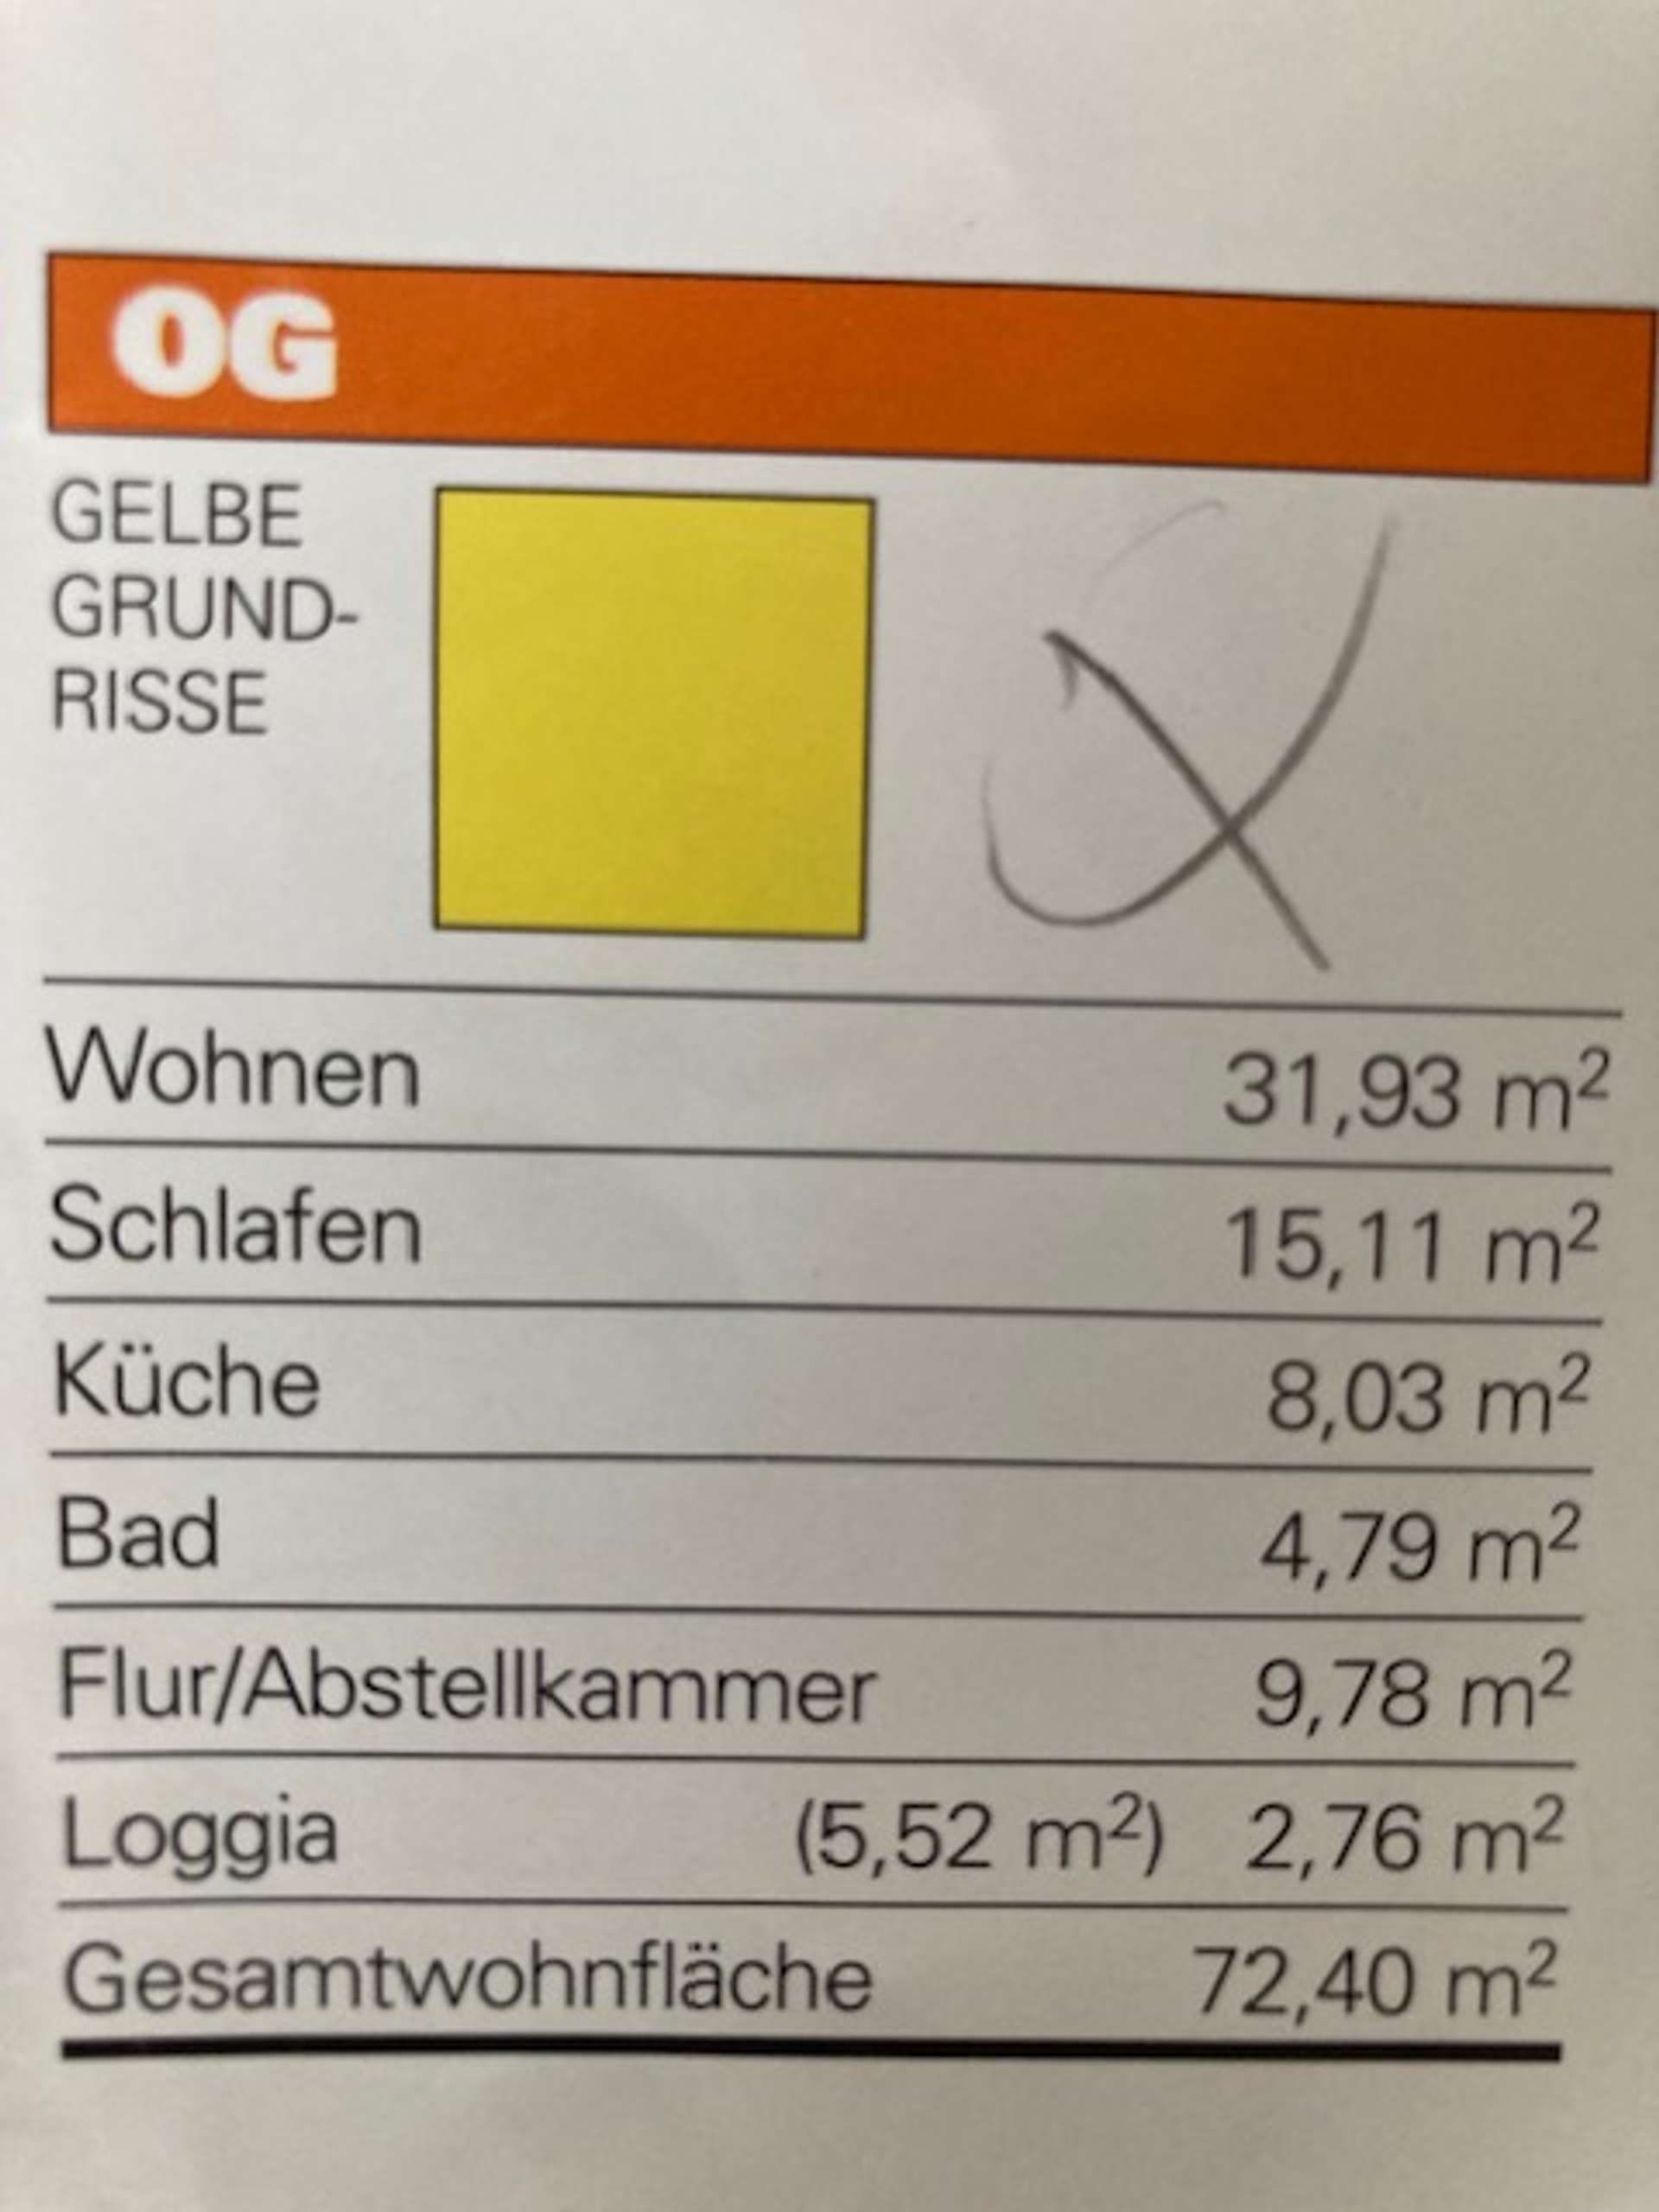 OG
GELBE
GRUND-
RISSE
Wohnen 31,93 m²
Schlafen 15,11 m²
Küche 8,03 m²
Bad 4,79 m²
Flur/Abstellkammer 9,78 m²
Loggia (5,52 m²) 2,76 m²
Gesamtwohnfläche 72,40 m²